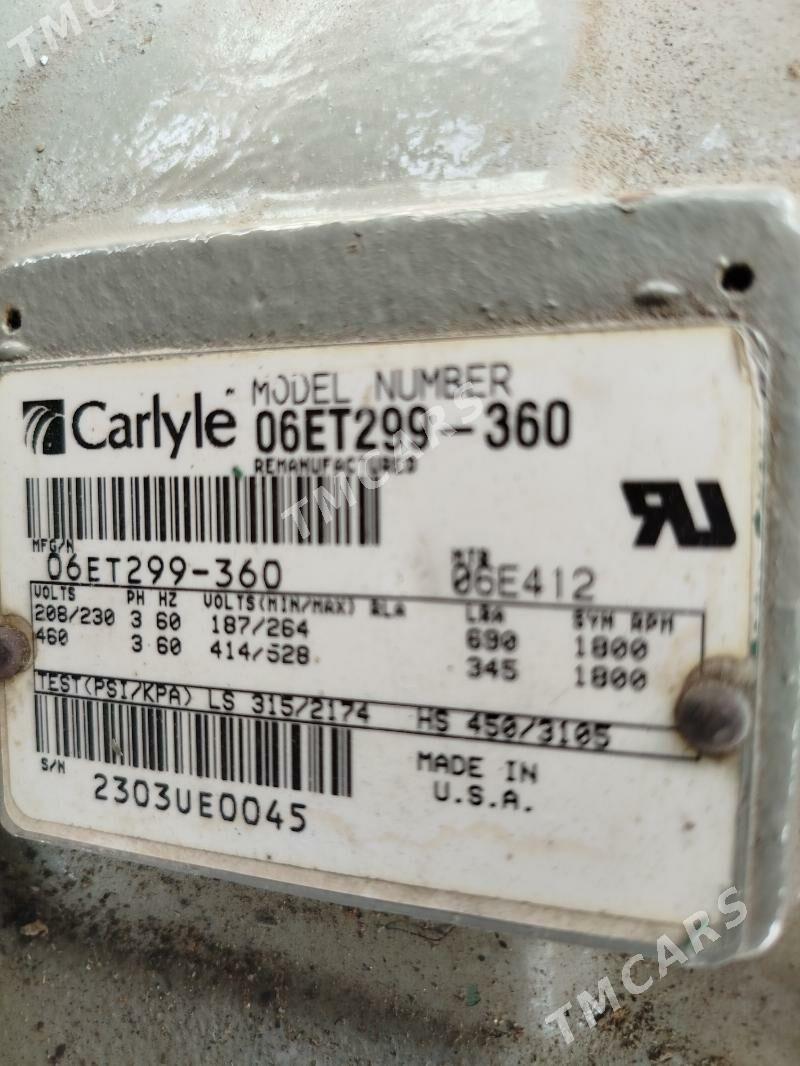 TMCARS
Carlyle MODEL NUMBER
06ET299-360
REMANUFACTURED
TMCARS
MFG/N
06ET299-360
MTR
06E412
VOLTS PH HZ VOLTS(MIN/MAX) RLA LRA SYN RPM
208/230 3 60 187/264 690 1800
460 3 60 414/528 345 1800
TEST(PSI/KPA) LS 315/2174 HS 450/3105
S/N
2303UE0045
MADE IN
U.S.A.
TMCARS